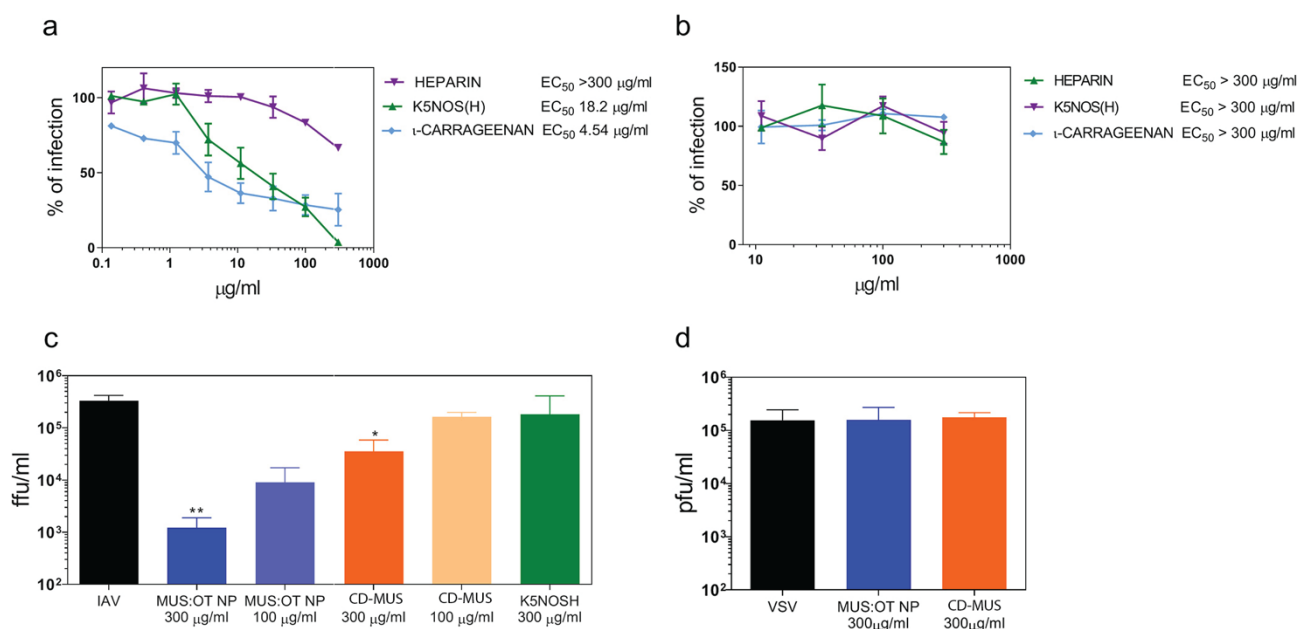 a
% of infection
100
50
0
0.1 1 10 100 1000
µg/ml
HEPARIN EC50 >300 µg/ml
K5NOS(H) EC50 18.2 µg/ml
ι-CARRAGEENAN EC50 4.54 µg/ml
b
% of infection
150
100
50
0
10 100 1000
µg/ml
HEPARIN EC50 > 300 µg/ml
K5NOS(H) EC50 > 300 µg/ml
ι-CARRAGEENAN EC50 > 300 µg/ml
c
ffu/ml
10⁶
10⁵
10⁴
10³
10²
**
*
IAV MUS:OT NP MUS:OT NP CD-MUS CD-MUS K5NOSH
300 µg/ml 100 µg/ml 300 µg/ml 100 µg/ml 300 µg/ml
d
pfu/ml
10⁶
10⁵
10⁴
10³
10²
VSV MUS:OT NP CD-MUS
300µg/ml 300µg/ml